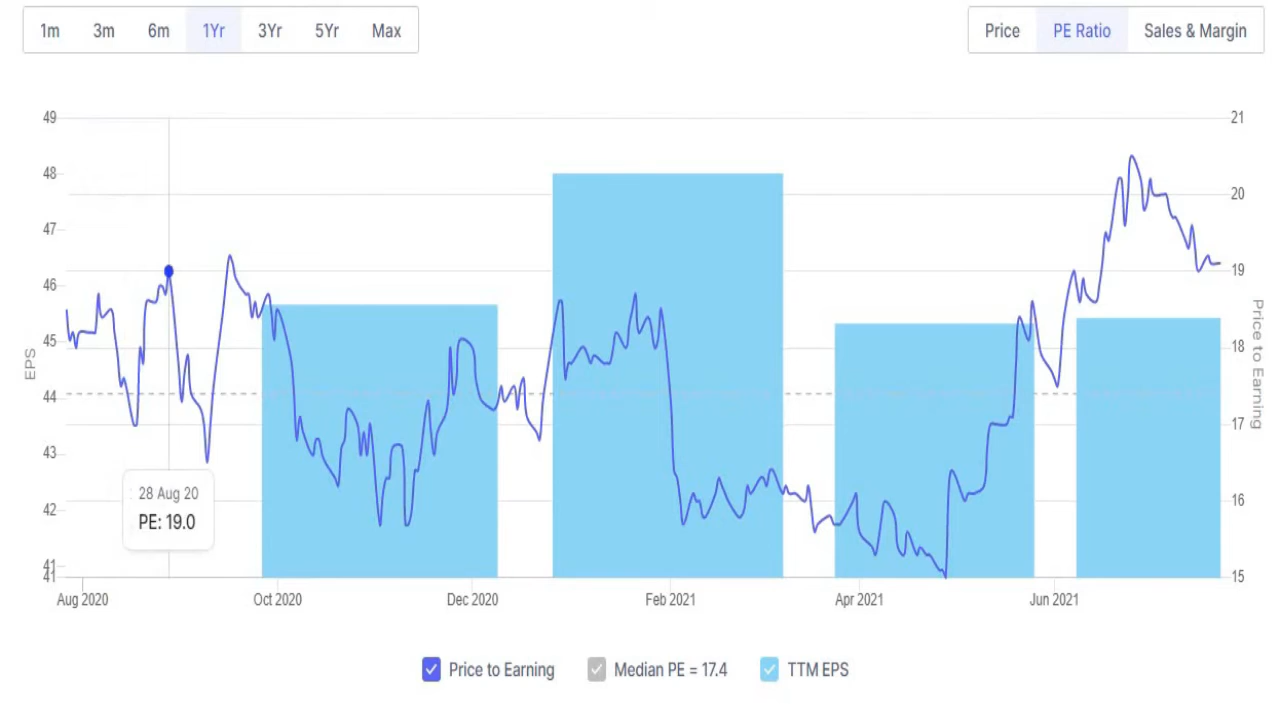 1m 3m 6m 1Yr 3Yr 5Yr Max Price PE Ratio Sales & Margin
49 21
48
20
47
46 19
45 18
44
17
43
42 16
41
41 15
EPS
Price to Earning
28 Aug 20
PE: 19.0
Aug 2020 Oct 2020 Dec 2020 Feb 2021 Apr 2021 Jun 2021
Price to Earning Median PE = 17.4 TTM EPS